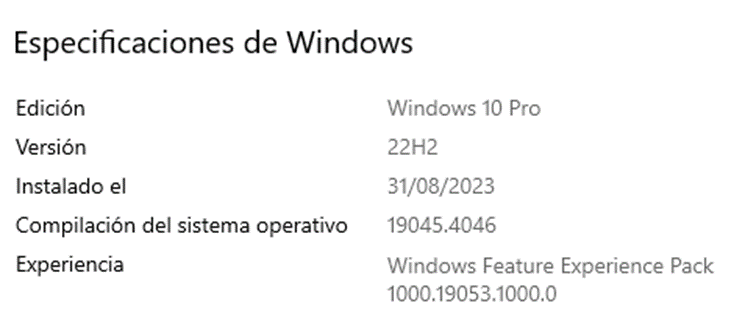 Especificaciones de Windows
Edición Windows 10 Pro
Versión 22H2
Instalado el 31/08/2023
Compilación del sistema operativo 19045.4046
Experiencia Windows Feature Experience Pack
1000.19053.1000.0